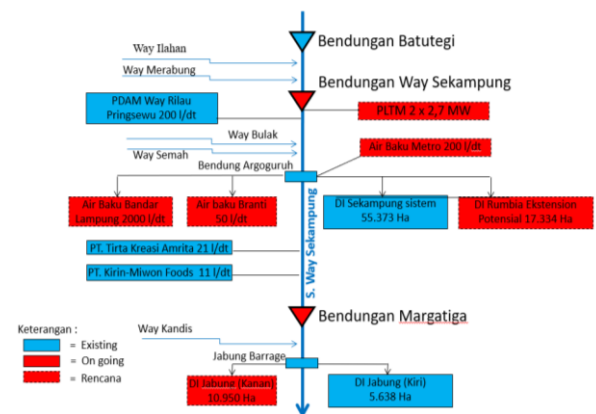 Bendungan Batutegi
Way Ilahan
Way Merabung
Bendungan Way Sekampung
PDAM Way Rilau
Pringsewu 200 l/dt
PLTM 2 x 2,7 MW
Way Bulak
Way Semah
Air Baku Metro 200 l/dt
Bendung Argoguruh
Air Baku Bandar
Lampung 2000 l/dt
Air baku Branti
50 l/dt
DI Sekampung sistem
55.373 Ha
DI Rumbia Ekstension
Potensial 17.334 Ha
S. Way Sekampung
PT. Tirta Kreasi Amrita 21 l/dt
PT. Kirin-Miwon Foods 11 l/dt
Bendungan Margatiga
Keterangan :
= Existing
= On going
= Rencana
Way Kandis
Jabung Barrage
DI Jabung (Kanan)
10.950 Ha
DI Jabung (Kiri)
5.638 Ha